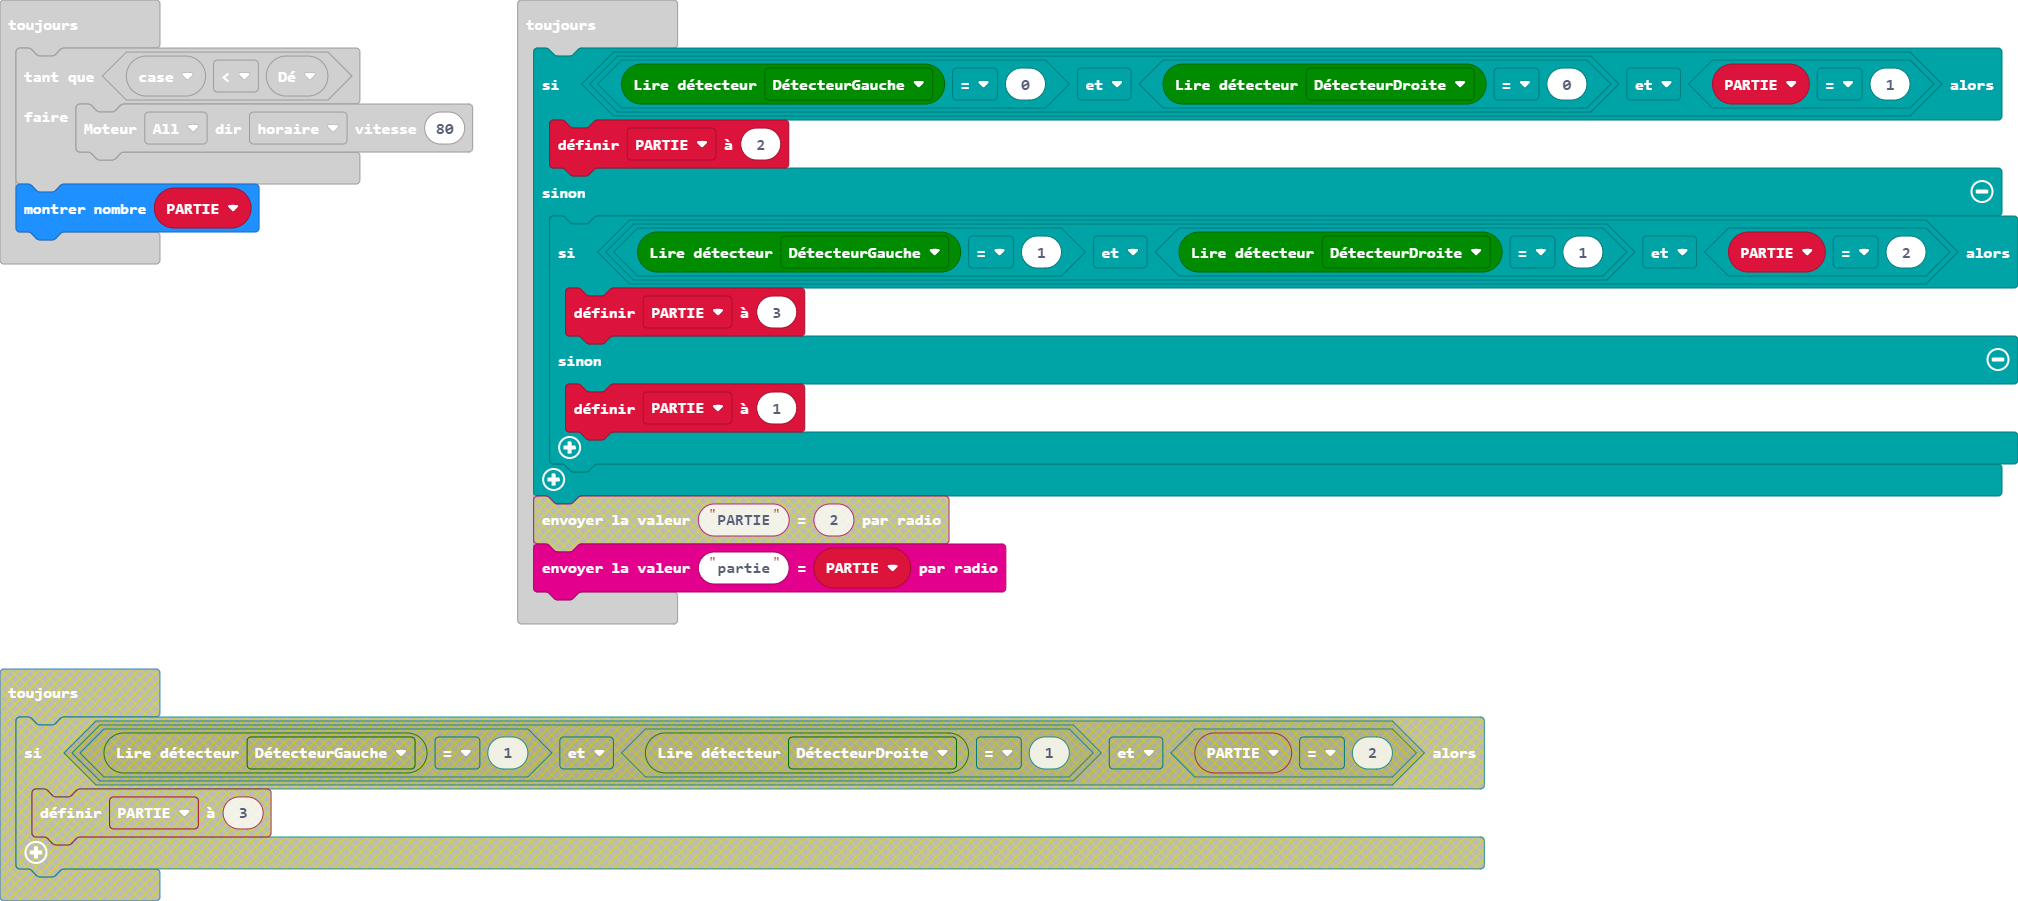 toujours
tant que case < Dé
faire Moteur All dir horaire vitesse 80
montrer nombre PARTIE
toujours
si Lire détecteur DétecteurGauche = 0 et Lire détecteur DétecteurDroite = 0 et PARTIE = 1 alors
définir PARTIE à 2
sinon
si Lire détecteur DétecteurGauche = 1 et Lire détecteur DétecteurDroite = 1 et PARTIE = 2 alors
définir PARTIE à 3
sinon
définir PARTIE à 1
envoyer la valeur "PARTIE" = 2 par radio
envoyer la valeur "partie" = PARTIE par radio
toujours
si Lire détecteur DétecteurGauche = 1 et Lire détecteur DétecteurDroite = 1 et PARTIE = 2 alors
définir PARTIE à 3